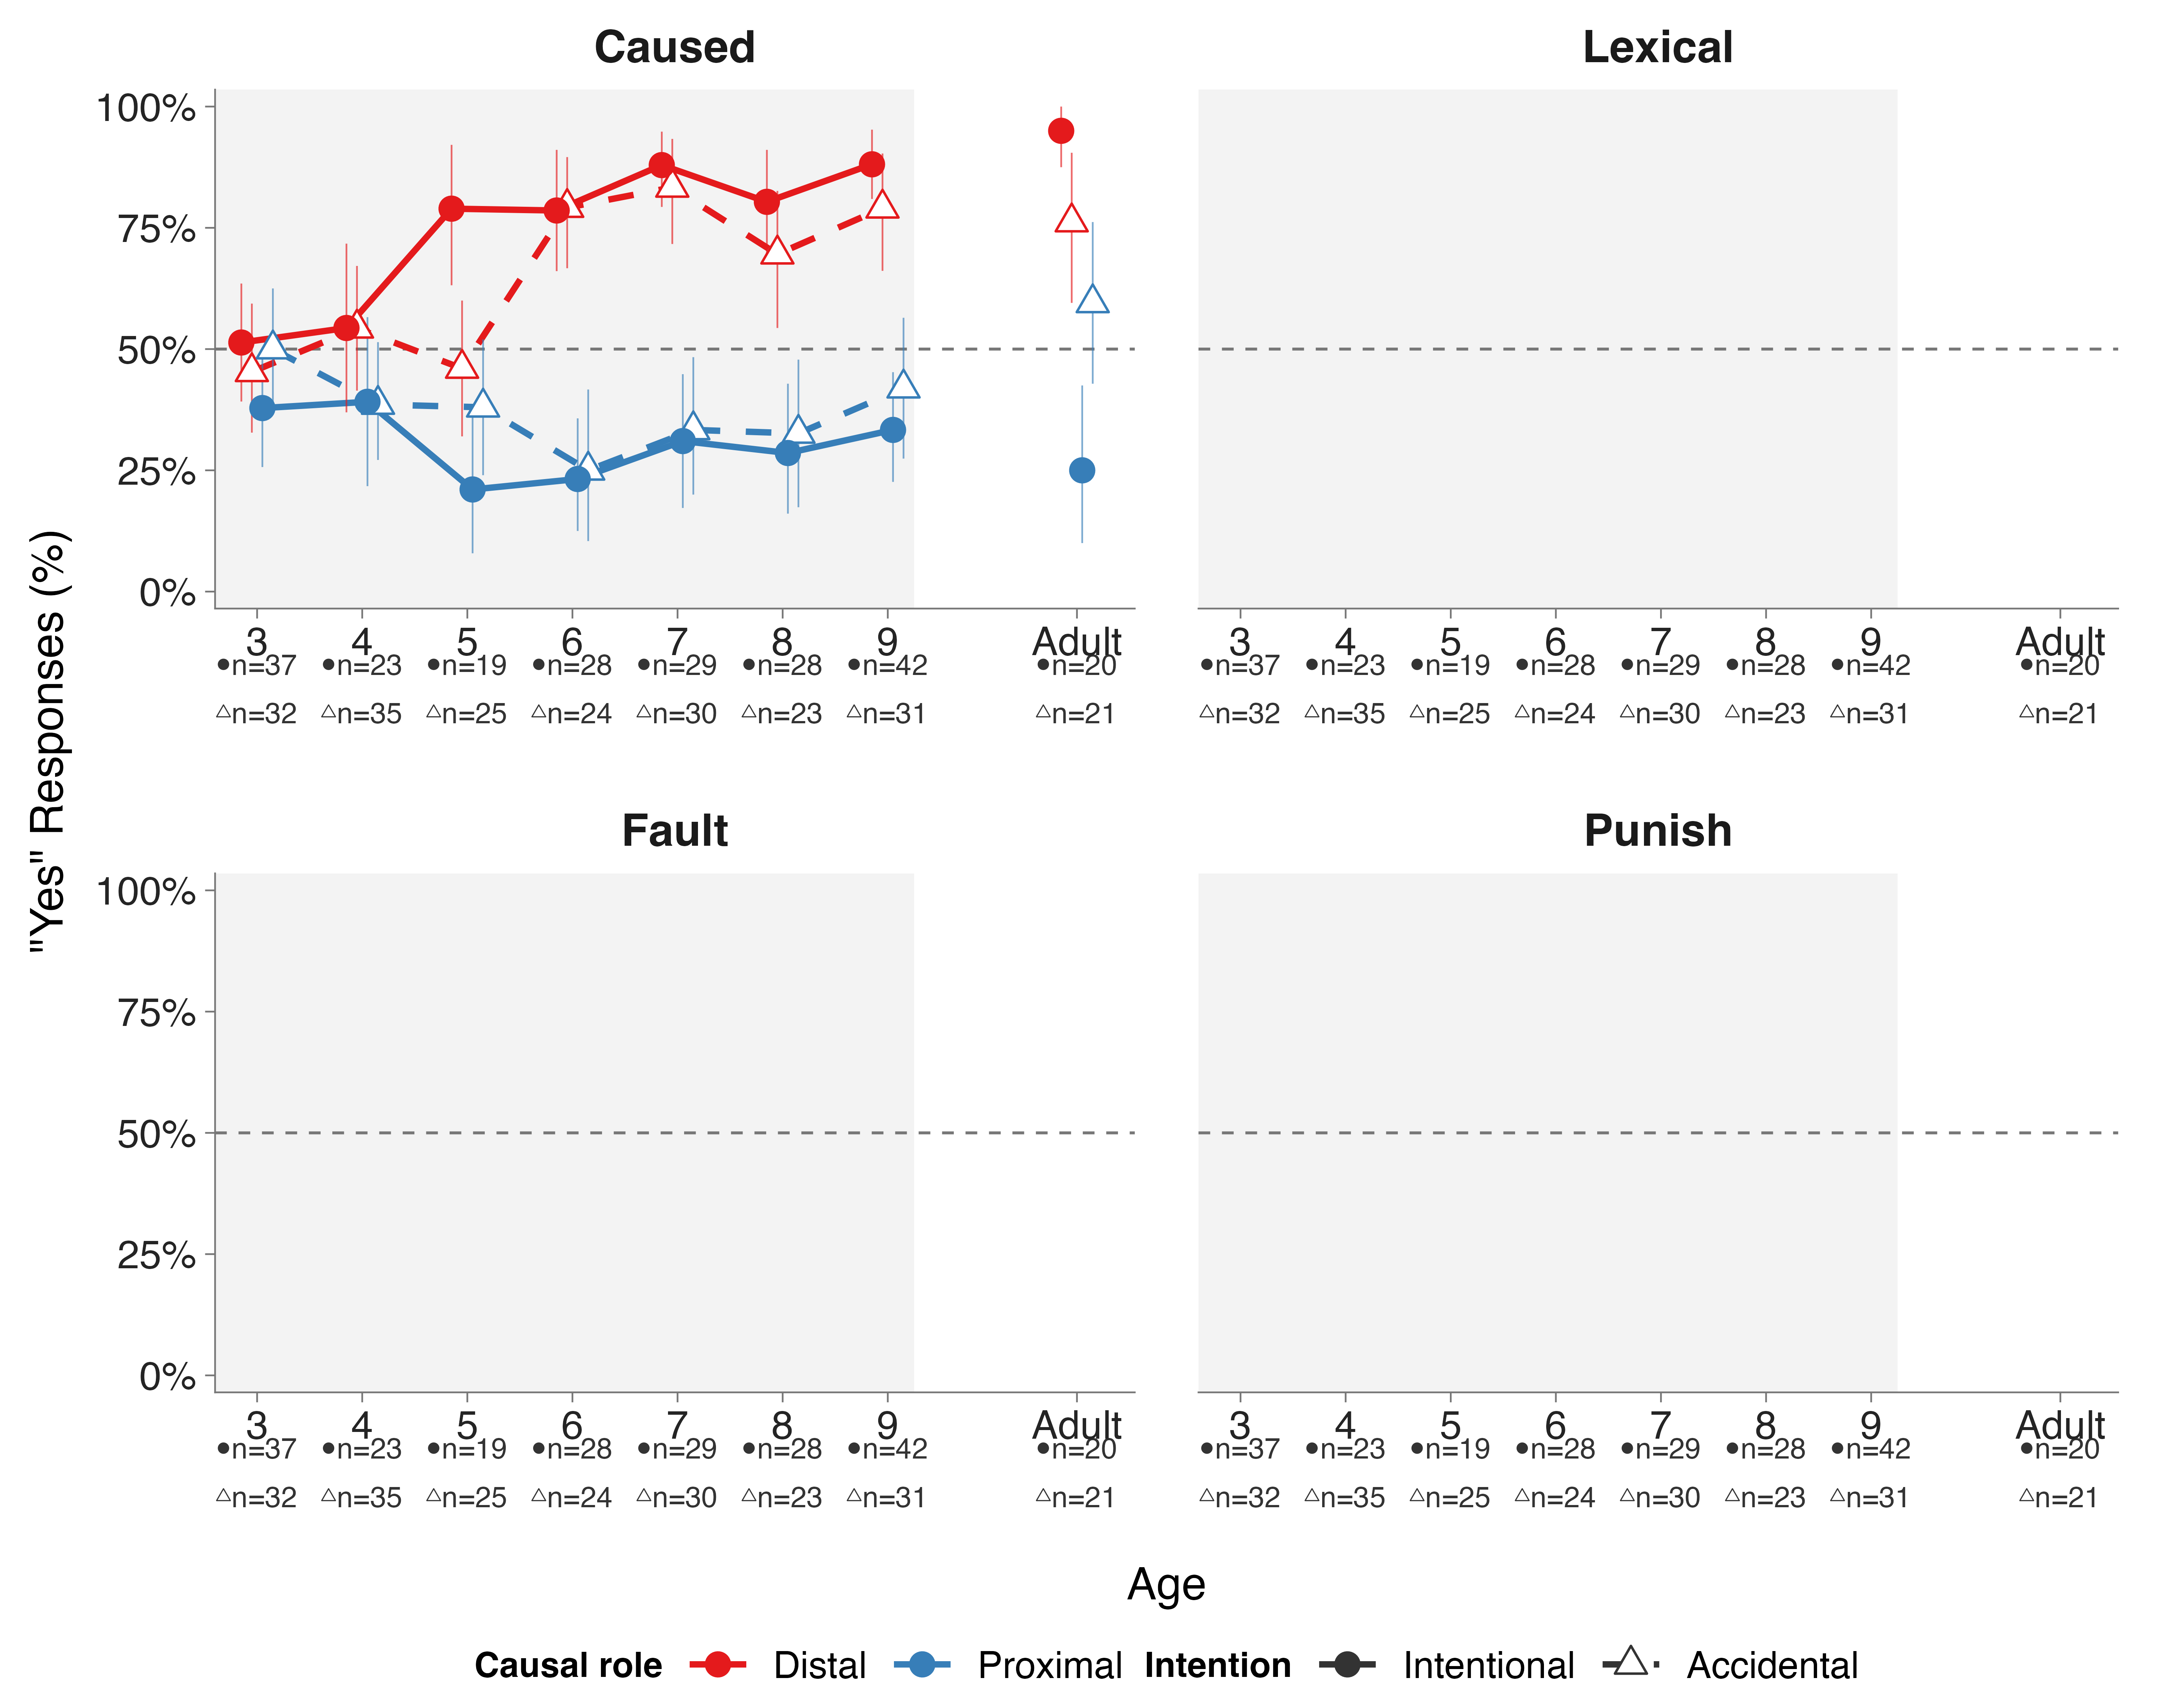 Caused Lexical
100%
75%
50%
25%
0%
3 4 5 6 7 8 9 Adult 3 4 5 6 7 8 9 Adult
●n=37 ●n=23 ●n=19 ●n=28 ●n=29 ●n=28 ●n=42 ●n=20 ●n=37 ●n=23 ●n=19 ●n=28 ●n=29 ●n=28 ●n=42 ●n=20
△n=32 △n=35 △n=25 △n=24 △n=30 △n=23 △n=31 △n=21 △n=32 △n=35 △n=25 △n=24 △n=30 △n=23 △n=31 △n=21
"Yes" Responses (%)
Fault Punish
100%
75%
50%
25%
0%
3 4 5 6 7 8 9 Adult 3 4 5 6 7 8 9 Adult
●n=37 ●n=23 ●n=19 ●n=28 ●n=29 ●n=28 ●n=42 ●n=20 ●n=37 ●n=23 ●n=19 ●n=28 ●n=29 ●n=28 ●n=42 ●n=20
△n=32 △n=35 △n=25 △n=24 △n=30 △n=23 △n=31 △n=21 △n=32 △n=35 △n=25 △n=24 △n=30 △n=23 △n=31 △n=21
Age
Causal role Distal Proximal Intention Intentional Accidental